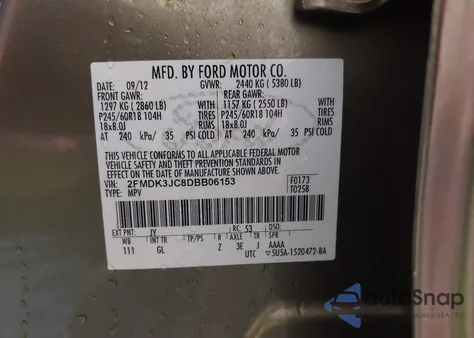 MFD. BY FORD MOTOR CO.
DATE: 09/12 GVWR: 2440 KG (5380 LB)
FRONT GAWR: REAR GAWR:
1297 KG (2860 LB) WITH 1157 KG (2550 LB) WITH
P245/60R18 104H TIRES P245/60R18 104H TIRES
18x8.0J RIMS 18x8.0J RIMS
AT 240 kPa/ 35 PSI COLD AT 240 kPa/ 35 PSI COLD
THIS VEHICLE CONFORMS TO ALL APPLICABLE FEDERAL MOTOR
VEHICLE SAFETY AND THEFT PREVENTION STANDARDS IN
EFFECT ON THE DATE OF MANUFACTURE SHOWN ABOVE.
VIN: 2FMDK3JC8DBB06153 F0173
TYPE: MPV T0258
EXT PNT: JY RC: 53 DSO:
WB INT TR TP/PS R AXLE TR SPR
111 GL Z 3E J AAAA
UTC ▽5U5A-1520472-BA
AuidSnap